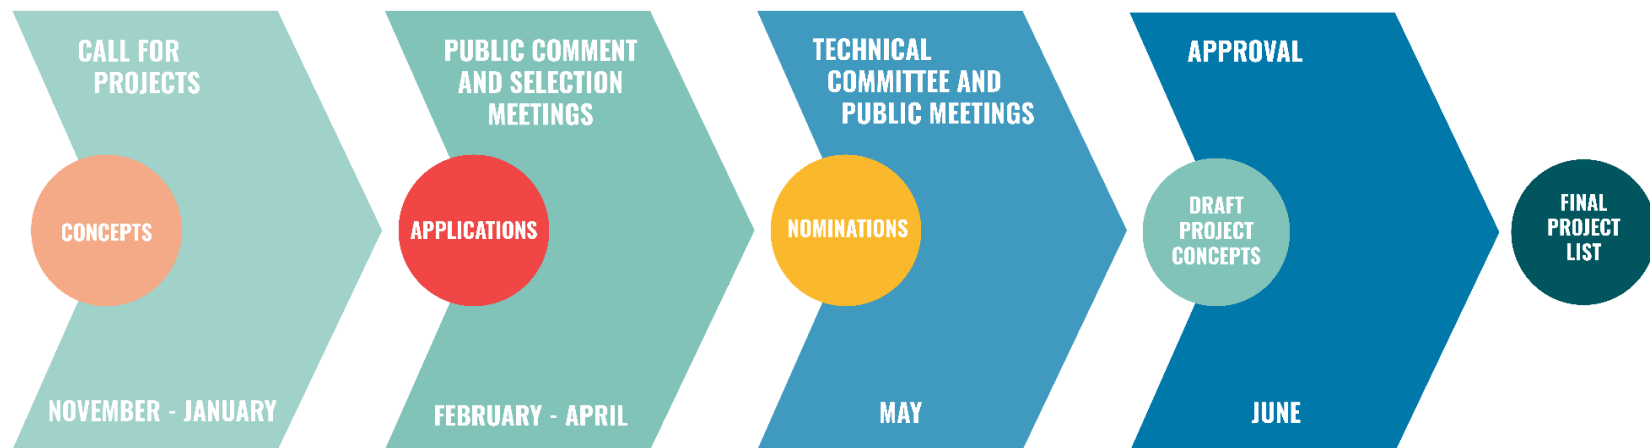 CALL FOR
PROJECTS
CONCEPTS
NOVEMBER - JANUARY
PUBLIC COMMENT
AND SELECTION
MEETINGS
APPLICATIONS
FEBRUARY - APRIL
TECHNICAL
COMMITTEE AND
PUBLIC MEETINGS
NOMINATIONS
MAY
APPROVAL
DRAFT
PROJECT
CONCEPTS
JUNE
FINAL
PROJECT
LIST